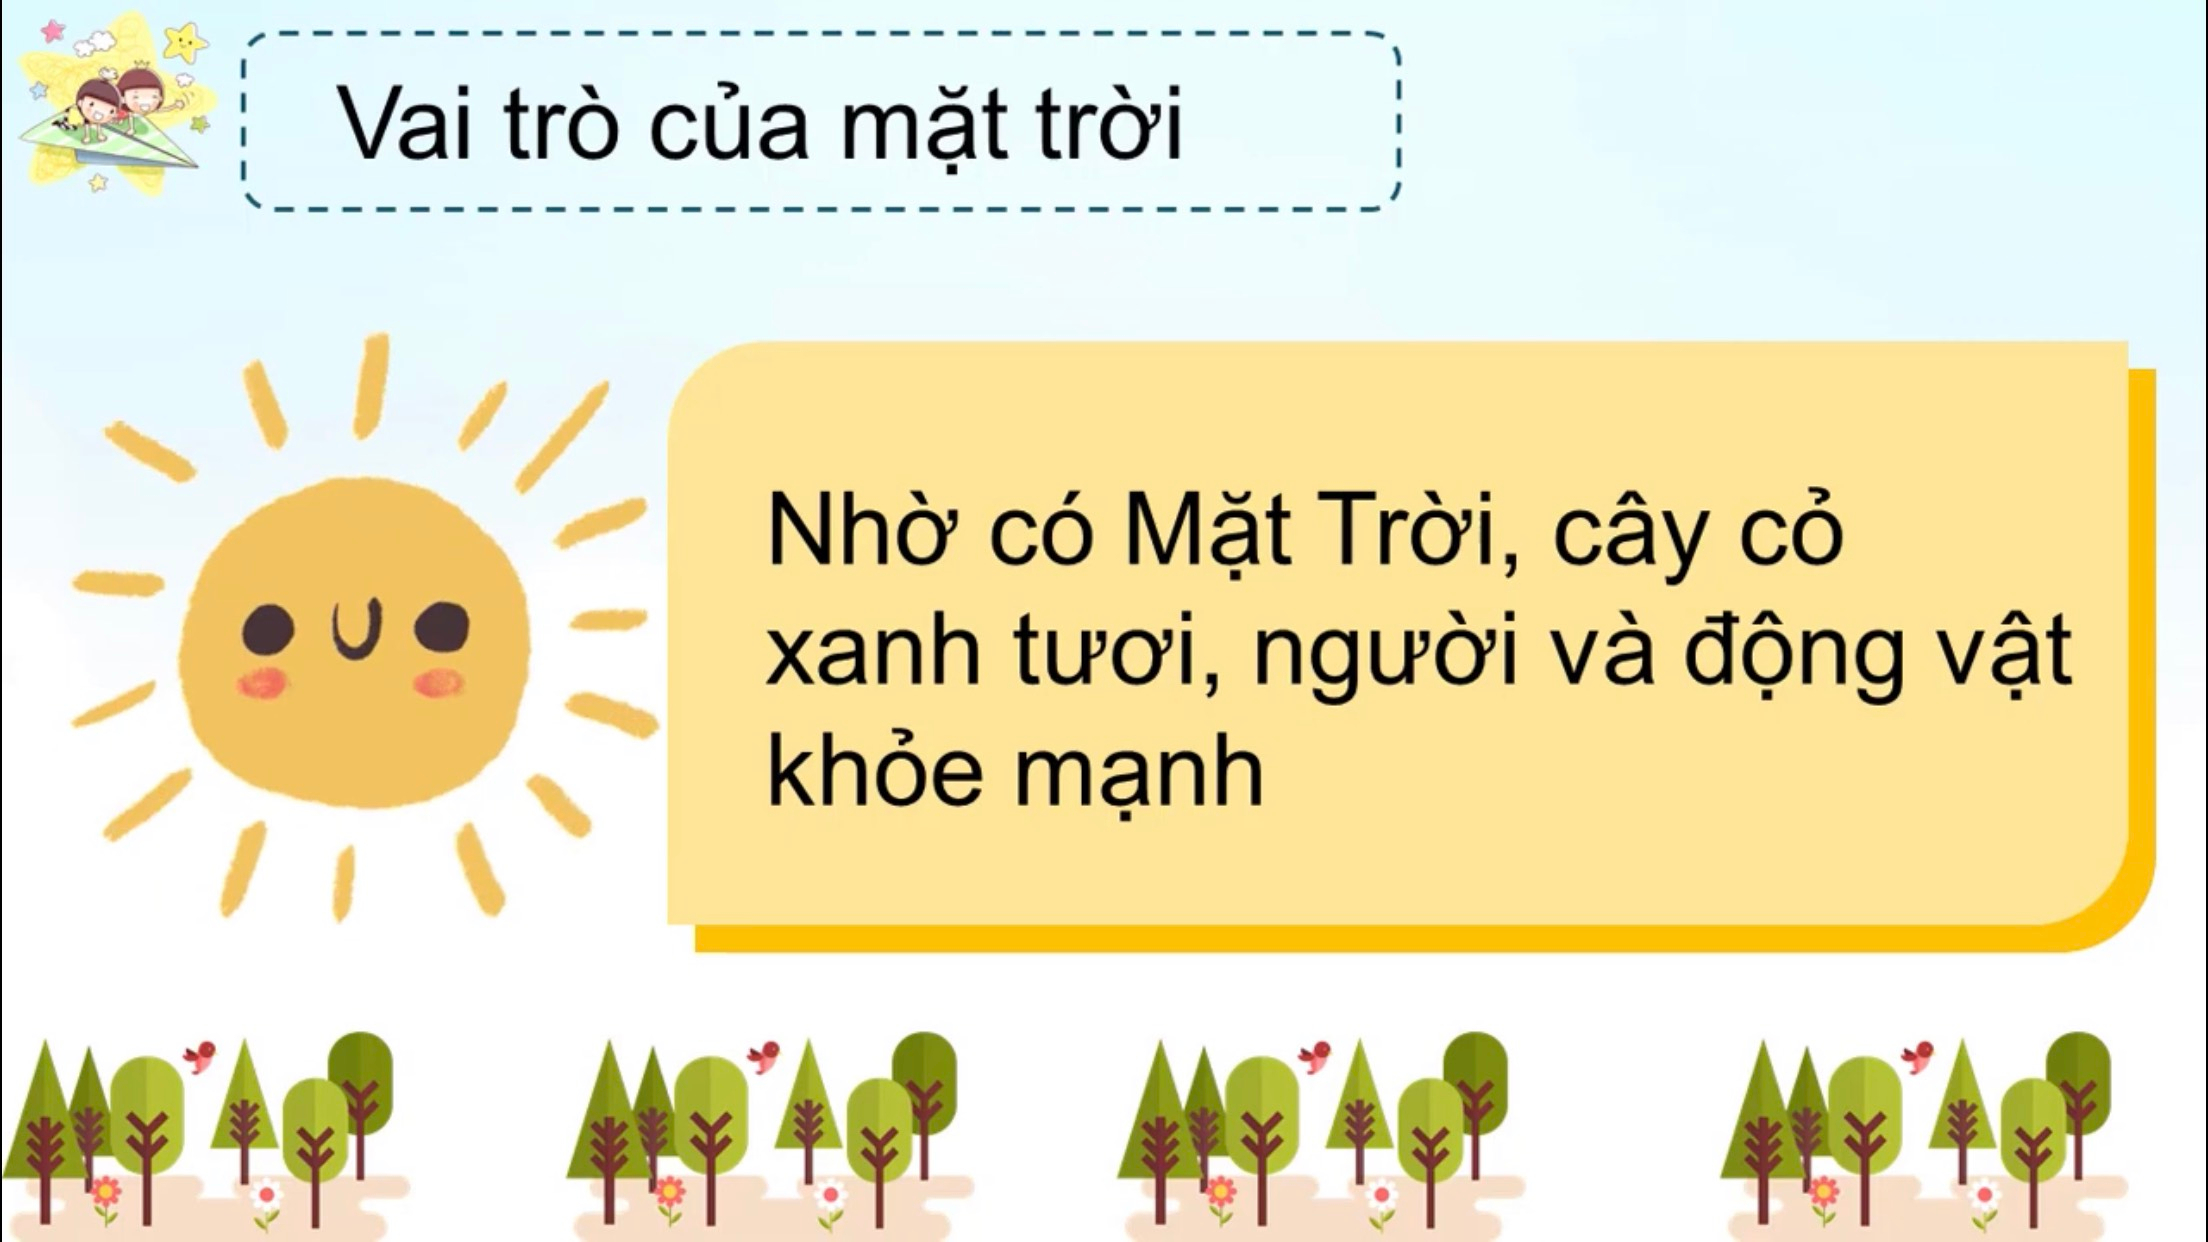 Vai trò của mặt trời
Nhờ có Mặt Trời, cây cỏ
xanh tươi, người và động vật
khỏe mạnh